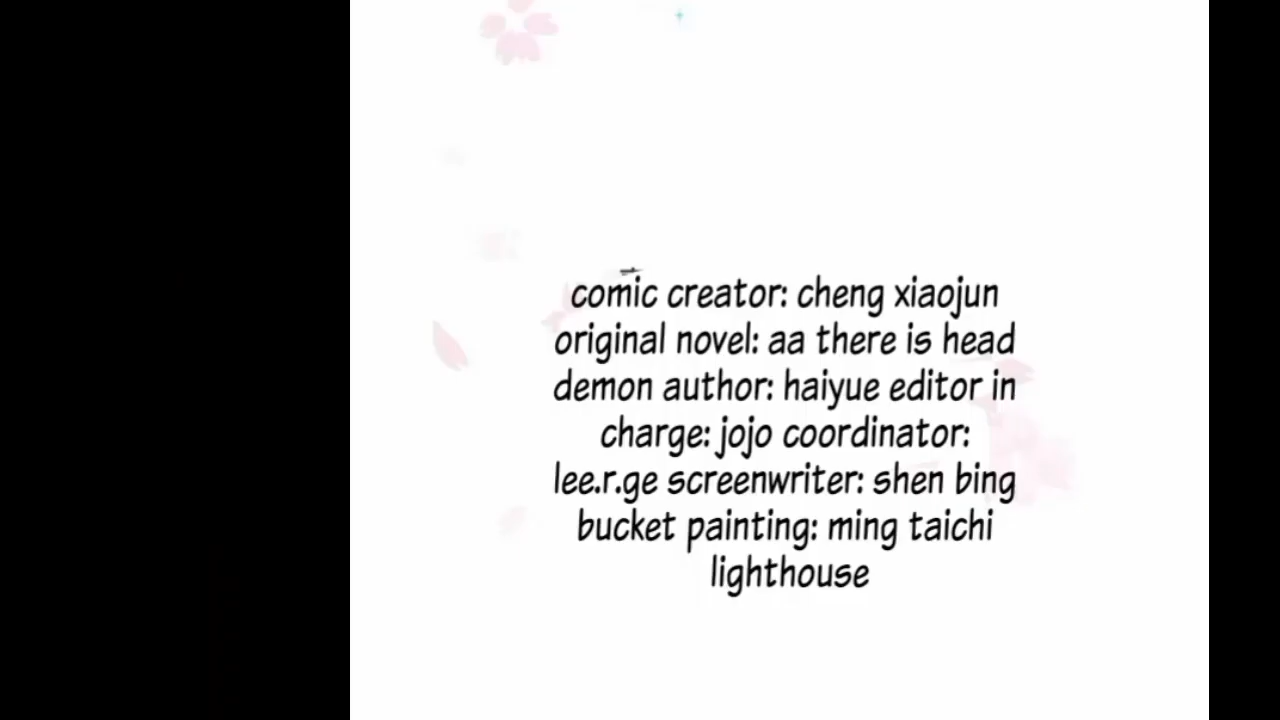 comic creator: cheng xiaojun
original novel: aa there is head
demon author: haiyue editor in
charge: jojo coordinator:
lee.r.ge screenwriter: shen bing
bucket painting: ming taichi
lighthouse